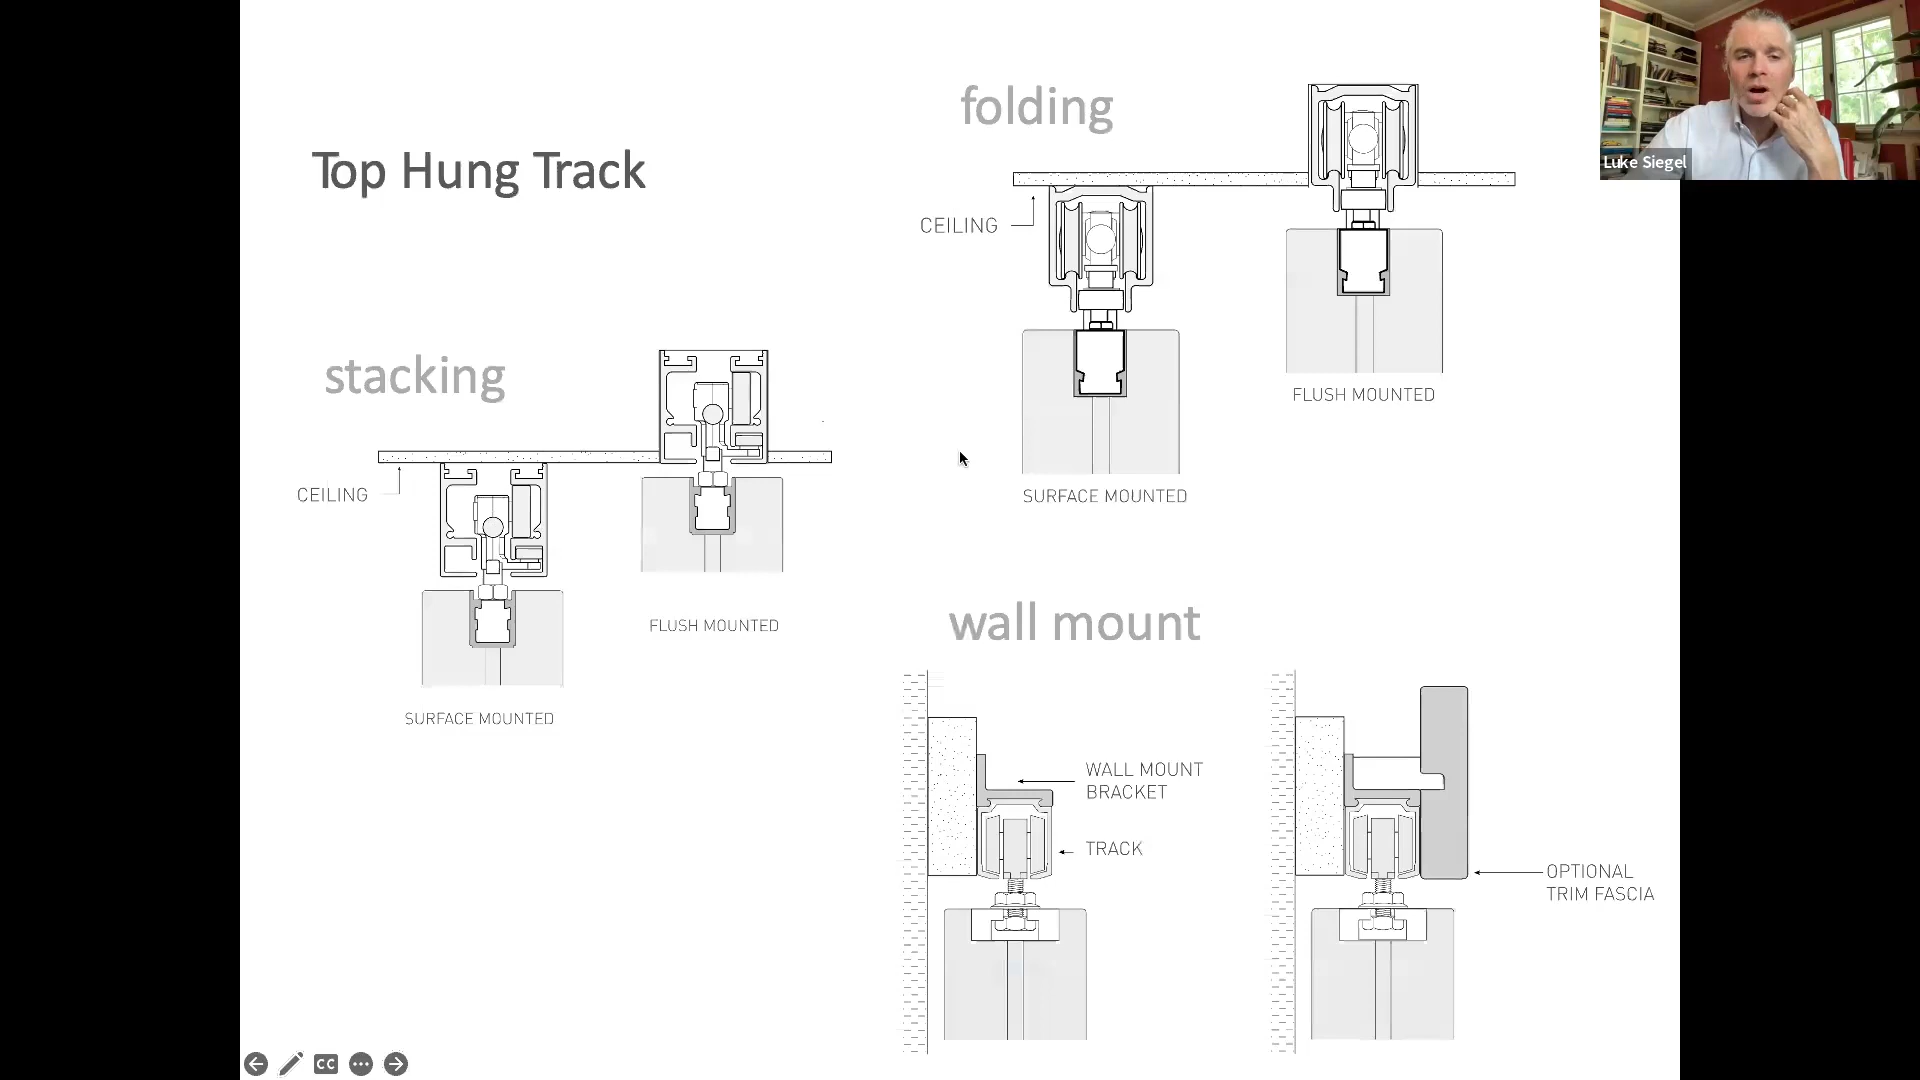 Top Hung Track
stacking
CEILING
FLUSH MOUNTED
SURFACE MOUNTED
folding
CEILING
FLUSH MOUNTED
SURFACE MOUNTED
wall mount
WALL MOUNT
BRACKET
TRACK
OPTIONAL
TRIM FASCIA
Luke Siegel
CC